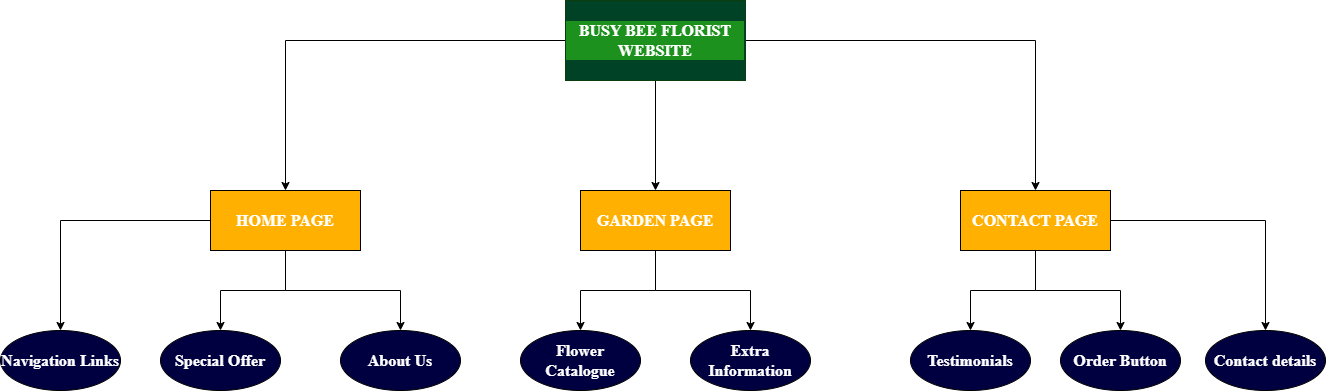 BUSY BEE FLORIST
WEBSITE
HOME PAGE
GARDEN PAGE
CONTACT PAGE
Navigation Links
Special Offer
About Us
Flower
Catalogue
Extra
Information
Testimonials
Order Button
Contact details